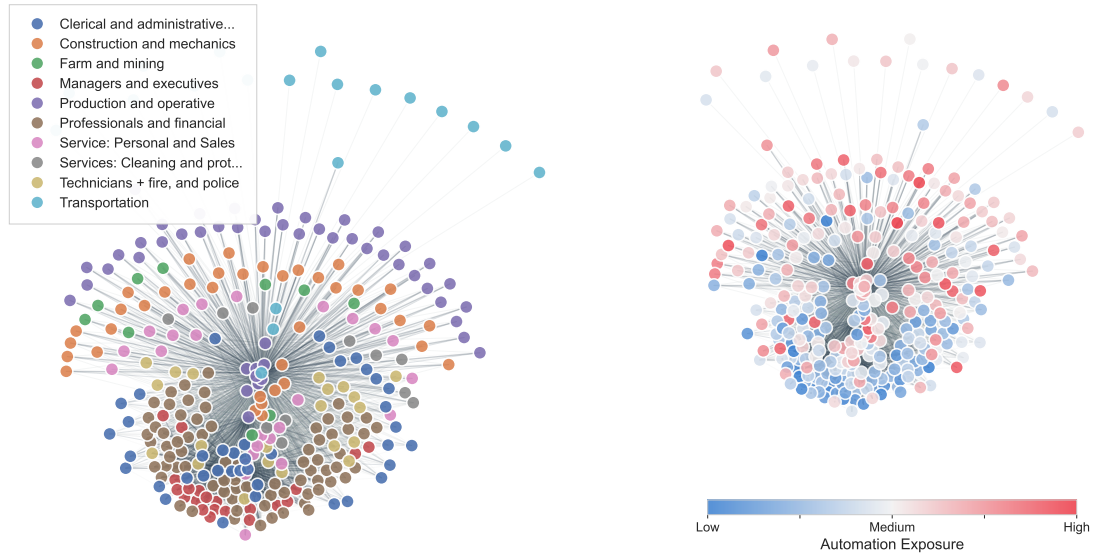 Clerical and administrative...
Construction and mechanics
Farm and mining
Managers and executives
Production and operative
Professionals and financial
Service: Personal and Sales
Services: Cleaning and prot...
Technicians + fire, and police
Transportation
Low Medium High
Automation Exposure